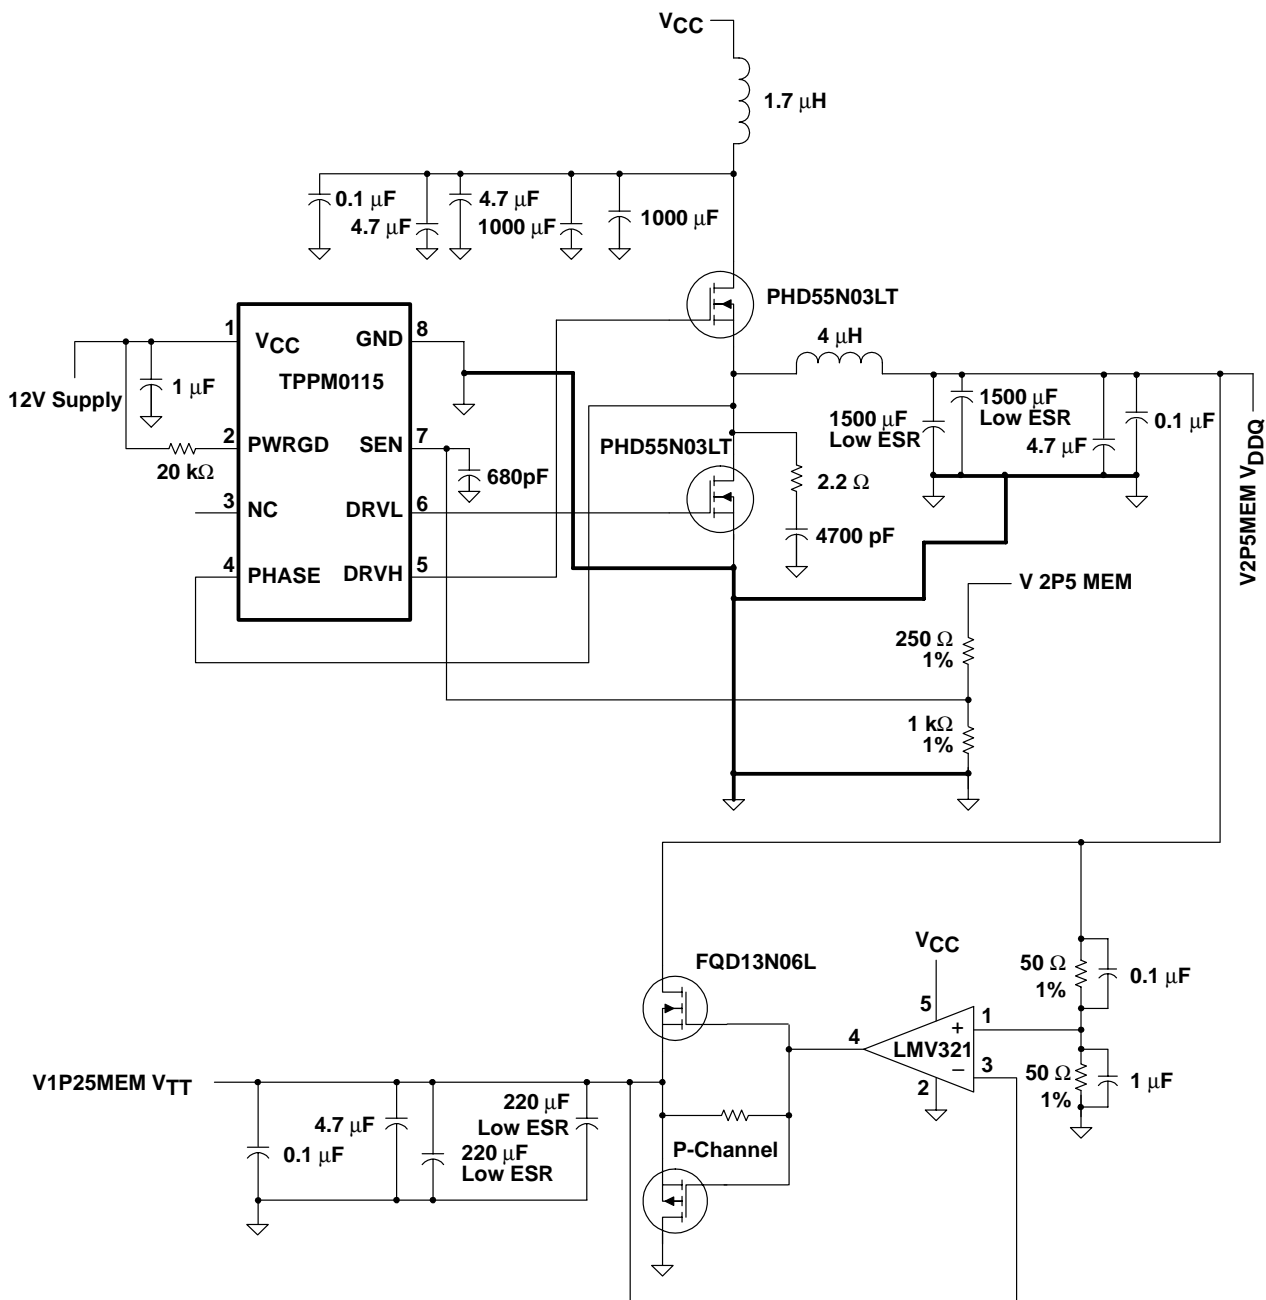 VCC
1.7 μH
0.1 μF
4.7 μF
4.7 μF
1000 μF
1000 μF
PHD55N03LT
1
VCC
GND
8
TPPM0115
12V Supply
1 μF
2
PWRGD
SEN
7
20 kΩ
680pF
3
NC
DRVL
6
4
PHASE
DRVH
5
4 μH
PHD55N03LT
1500 μF
Low ESR
1500 μF
Low ESR
4.7 μF
0.1 μF
V2P5MEM VDDQ
2.2 Ω
4700 pF
V 2P5 MEM
250 Ω
1%
1 kΩ
1%
FQD13N06L
VCC
50 Ω
1%
0.1 μF
5
4
+
1
LMV321
−
3
2
50 Ω
1%
1 μF
V1P25MEM VTT
0.1 μF
4.7 μF
220 μF
Low ESR
220 μF
Low ESR
P-Channel